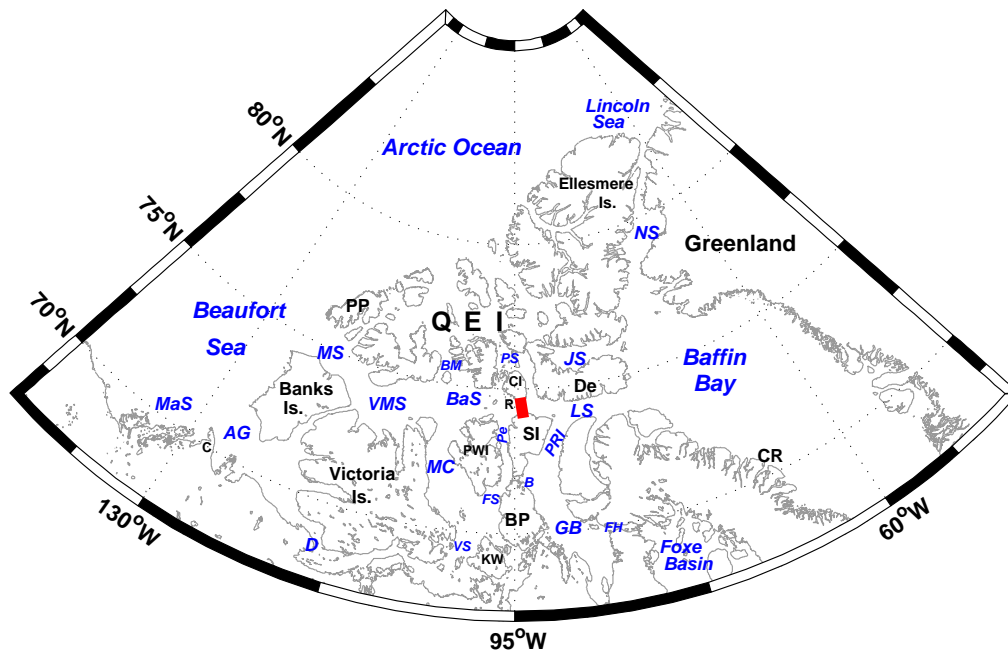 Lincoln
Sea
80°N
Arctic Ocean
Ellesmere
Is.
75°N
NS
Greenland
PP
Beaufort
Sea
70°N
Q E I
MS
BM
PS
JS
Baffin
Bay
Banks
Is.
CI
De
VMS
BaS
R
LS
MaS
AG
C
Pe
SI
PRI
PWI
CR
Victoria
Is.
MC
B
FS
130°W
BP
GB
FH
60°W
D
VS
KW
Foxe
Basin
95°W